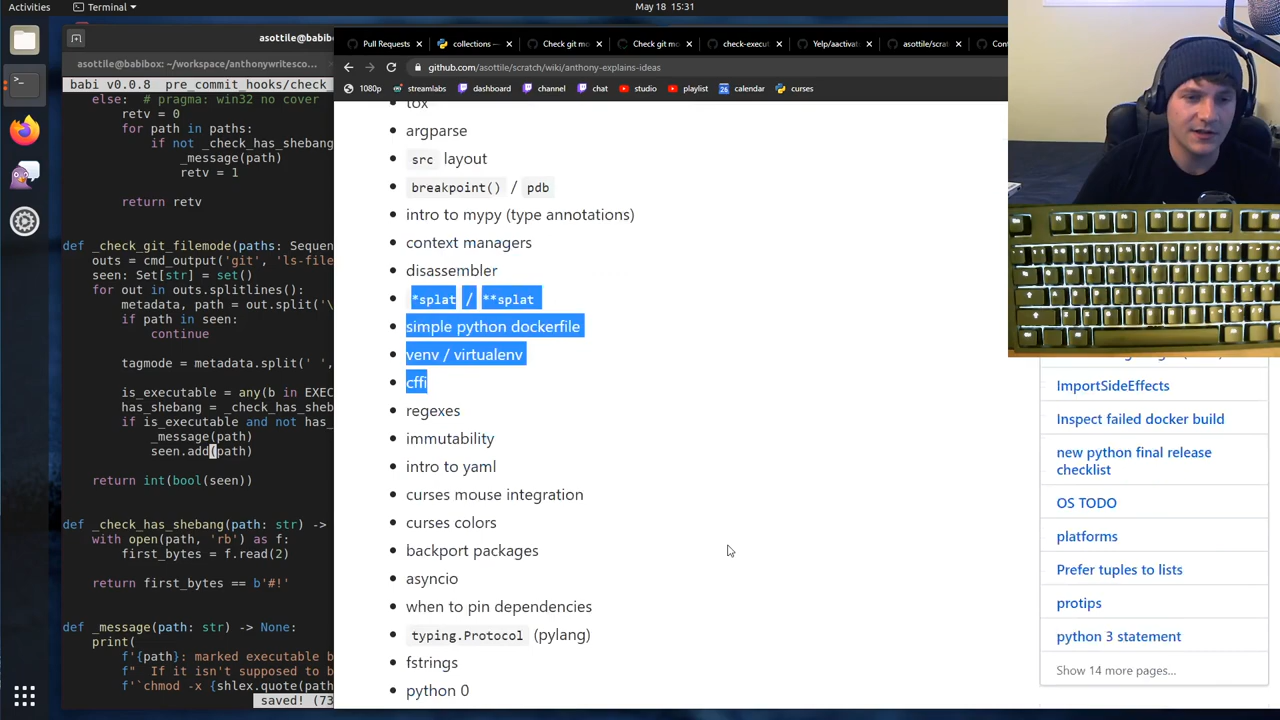 Activities
Terminal
May 18 15:31
asottile@babib
asottile@babibox: ~/workspace/anthonywritesco...
babi v0.0.8 pre_commit_hooks/check
else: # pragma: win32 no cover
retv = 0
for path in paths:
if not _check_has_shebang
_message(path)
retv = 1
return retv
def _check_git_filemode(paths: Sequen
outs = cmd_output('git', 'ls-file
seen: Set[str] = set()
for out in outs.splitlines():
metadata, path = out.split('\
if path in seen:
continue
tagmode = metadata.split(' ',
is_executable = any(b in EXEC
has_shebang = _check_has_sheb
if is_executable and not has_
_message(path)
seen.add(path)
return int(bool(seen))
def _check_has_shebang(path: str) ->
with open(path, 'rb') as f:
first_bytes = f.read(2)
return first_bytes == b'#!'
def _message(path: str) -> None:
print(
f'{path}: marked executable b
f" If it isn't supposed to b
f'`chmod -x {shlex.quote(path
saved! (73
Pull Requests
collections —
Check git mo
Check git mo
check-execut
Yelp/aactivat
asottile/scrat
Con
github.com/asottile/scratch/wiki/anthony-explains-ideas
1080p
streamlabs
dashboard
channel
chat
studio
playlist
calendar
curses
tox
argparse
src layout
breakpoint() / pdb
intro to mypy (type annotations)
context managers
disassembler
*splat / **splat
simple python dockerfile
venv / virtualenv
cffi
regexes
immutability
intro to yaml
curses mouse integration
curses colors
backport packages
asyncio
when to pin dependencies
typing.Protocol (pylang)
fstrings
python 0
ImportSideEffects
Inspect failed docker build
new python final release
checklist
OS TODO
platforms
Prefer tuples to lists
protips
python 3 statement
Show 14 more pages...